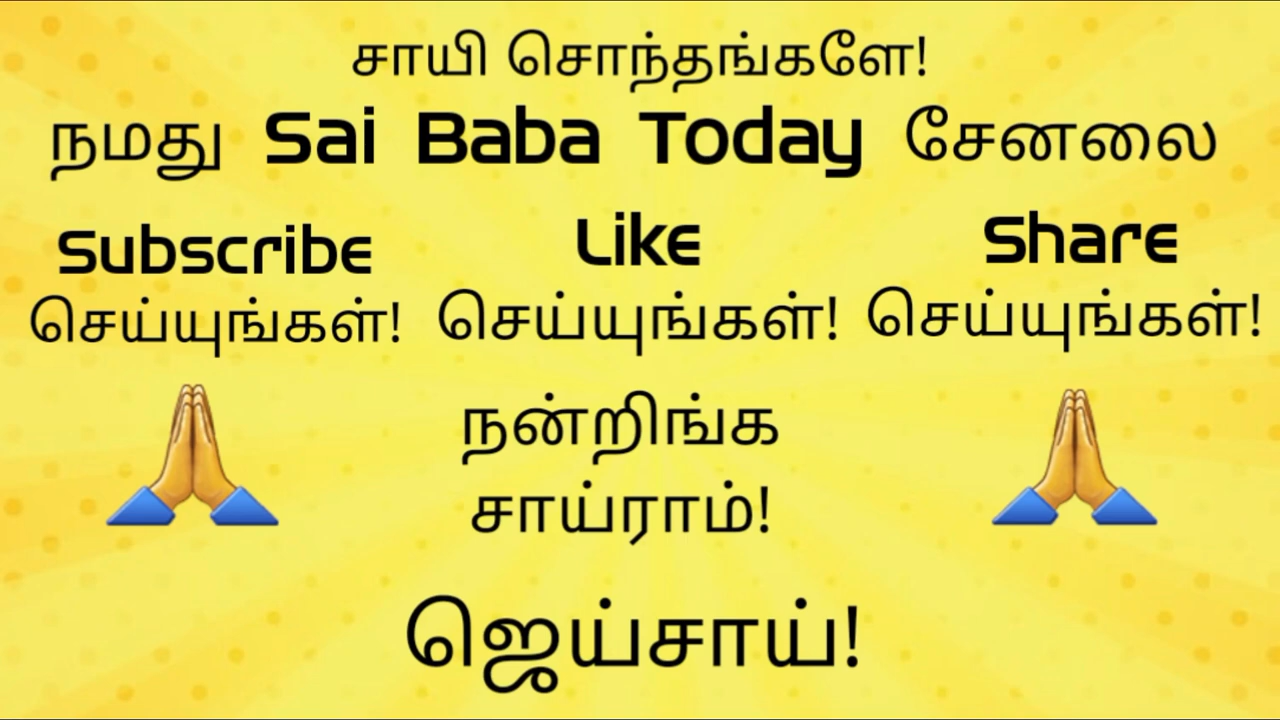 சாயி சொந்தங்களே!
நமது Sai Baba Today சேனலை
Subscribe Like Share
செய்யுங்கள்! செய்யுங்கள்! செய்யுங்கள்!
நன்றிங்க
சாய்ராம்!
ஜெய்சாய்!